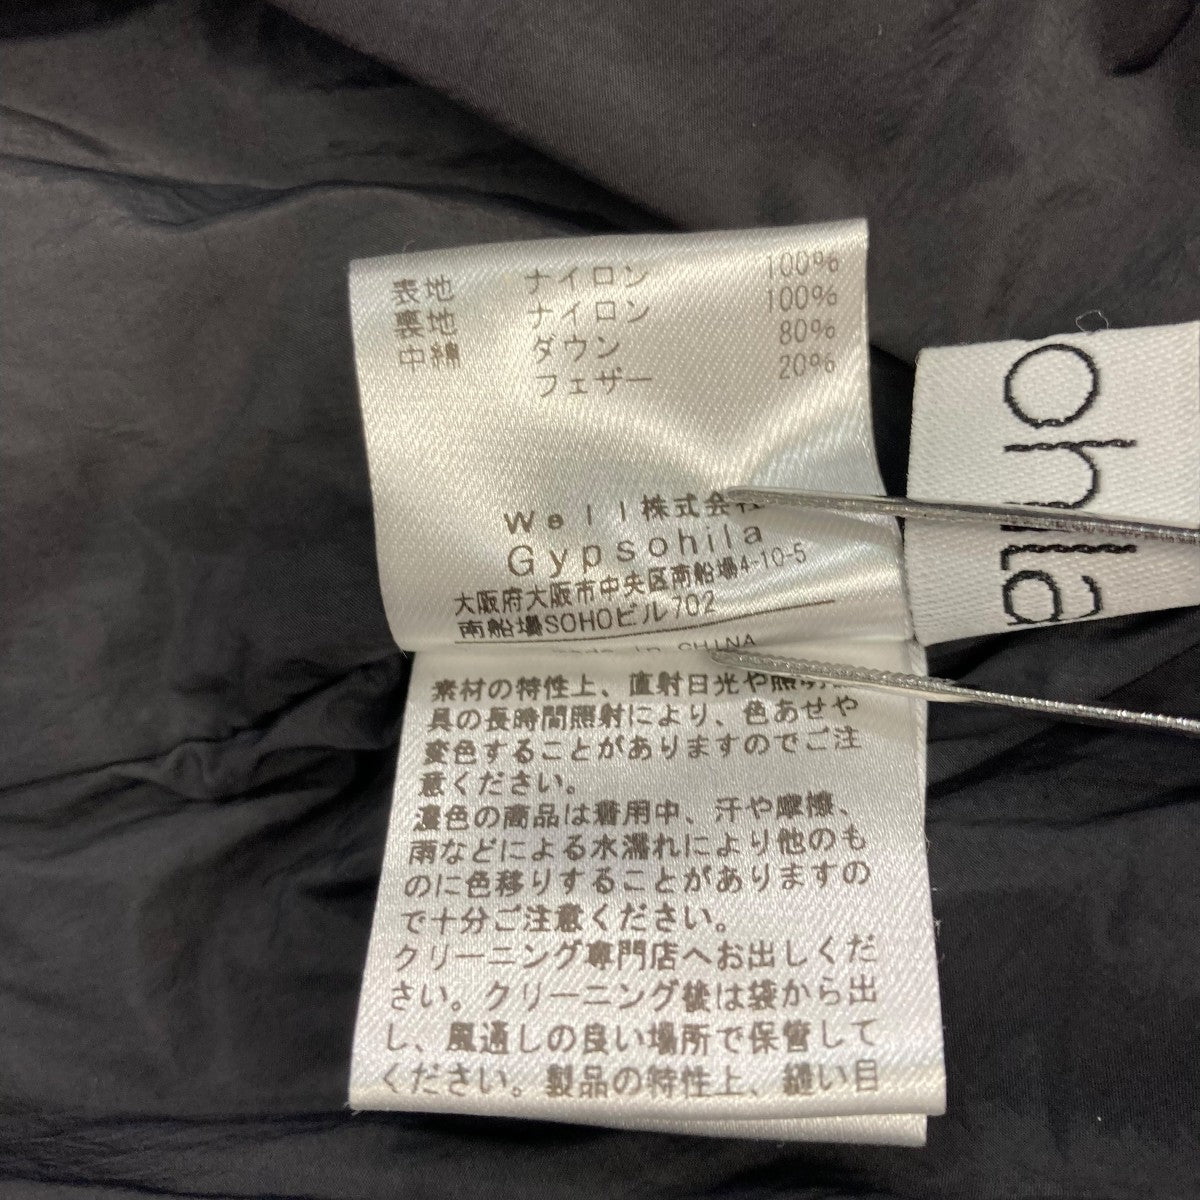 表地 ナイロン 100%
裏地 ナイロン 100%
中綿 ダウン 80%
フェザー 20%
Well株式会社
Gypsohila
大阪府大阪市中央区南船場4-10-5
南船場SOHOビル702
made in CHINA
素材の特性上、直射日光や照明器
具の長時間照射により、色あせや
変色することがありますのでご注
意ください。
濃色の商品は着用中、汗や摩擦、
雨などによる水濡れにより他のも
のに色移りすることがありますの
で十分ご注意ください。
クリーニング専門店へお出しくだ
さい。クリーニング後は袋から出
し、風通しの良い場所で保管して
ください。製品の特性上、縫い目
ohila